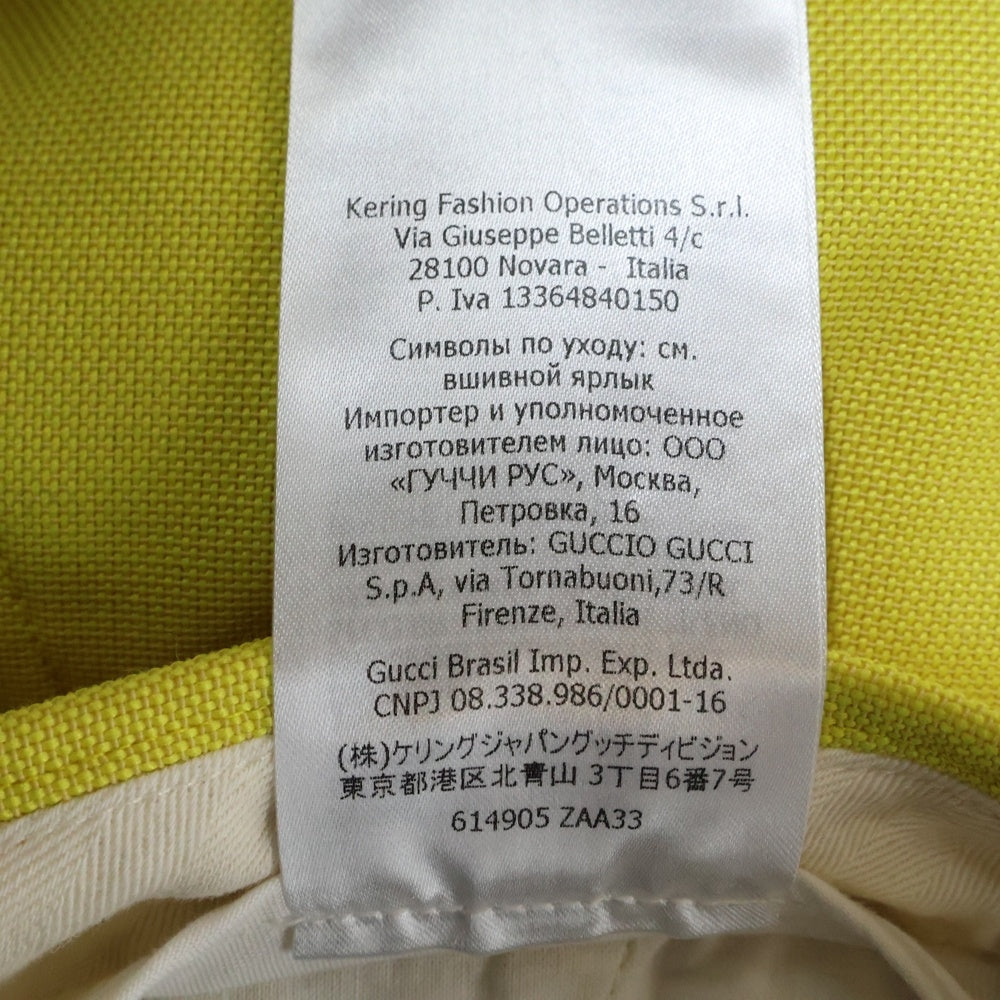 Kering Fashion Operations S.r.l.
Via Giuseppe Belletti 4/c
28100 Novara - Italia
P. Iva 13364840150
Символы по уходу: см.
вшивной ярлык
Импортер и уполномоченное
изготовителем лицо: ООО
«ГУЧЧИ РУС», Москва,
Петровка, 16
Изготовитель: GUCCIO GUCCI
S.p.A, via Tornabuoni,73/R
Firenze, Italia
Gucci Brasil Imp. Exp. Ltda.
CNPJ 08.338.986/0001-16
(株)ケリングジャパングッチディビジョン
東京都港区北青山 3丁目6番7号
614905 ZAA33